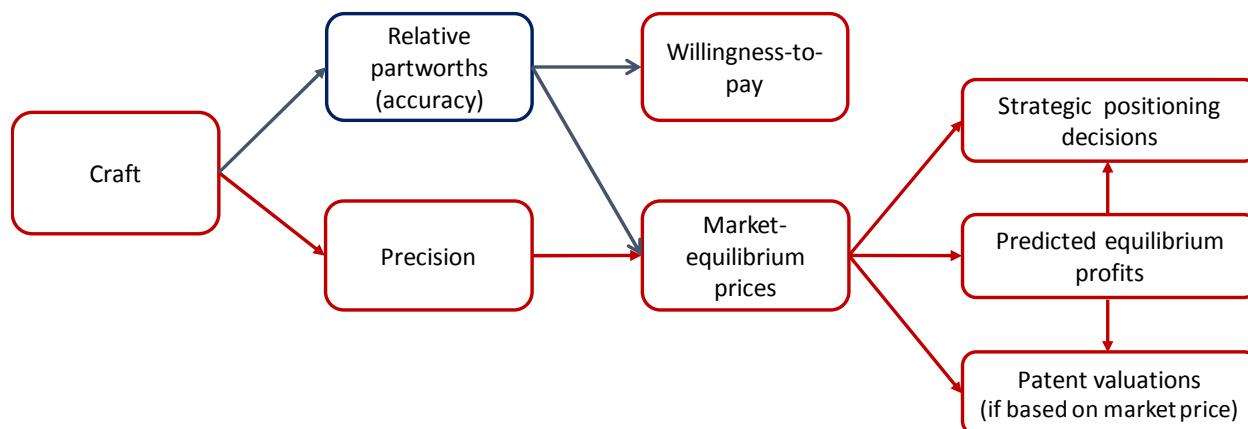 Relative
partworths
(accuracy)
Willingness-to-
pay
Craft
Precision
Market-
equilibrium
prices
Strategic positioning
decisions
Predicted equilibrium
profits
Patent valuations
(if based on market price)